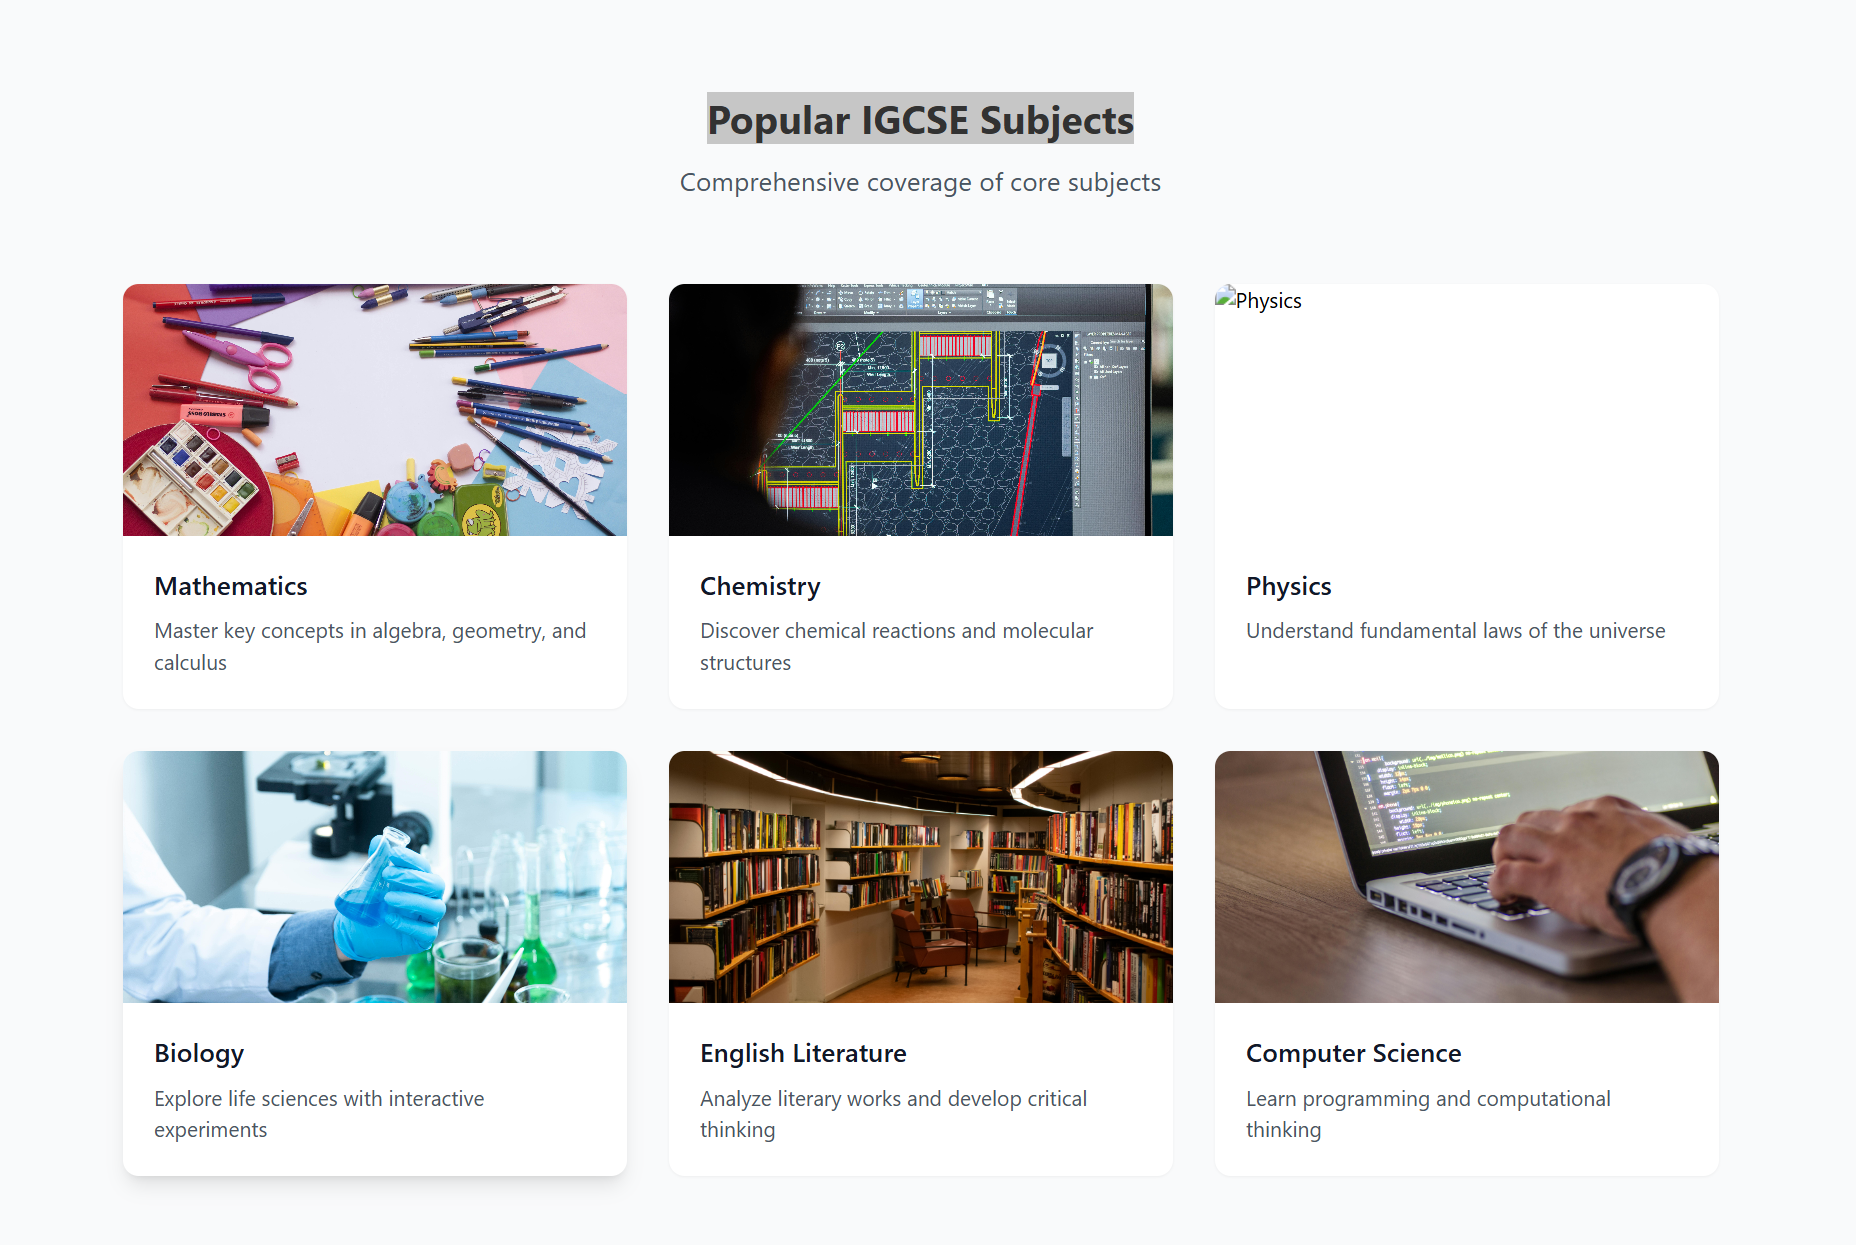 Popular IGCSE Subjects
Comprehensive coverage of core subjects
Physics
Mathematics
Master key concepts in algebra, geometry, and
calculus
Chemistry
Discover chemical reactions and molecular
structures
Physics
Understand fundamental laws of the universe
Biology
Explore life sciences with interactive
experiments
English Literature
Analyze literary works and develop critical
thinking
Computer Science
Learn programming and computational
thinking